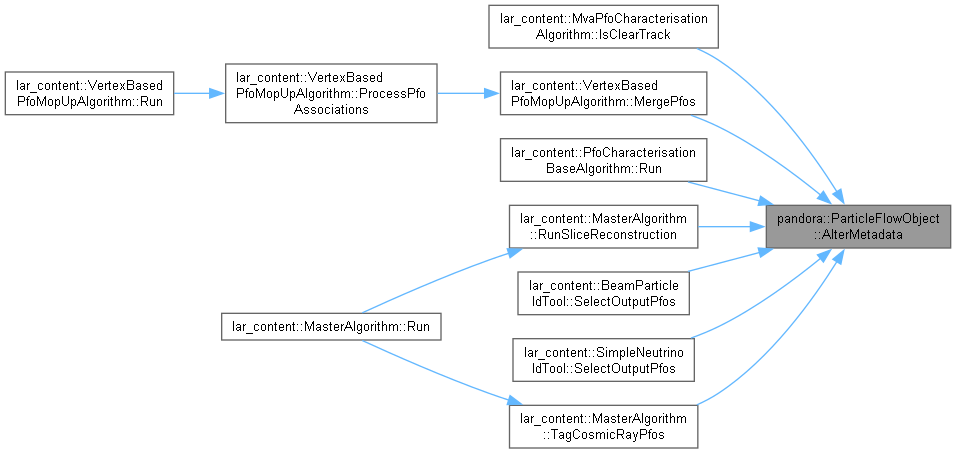 lar_content::MvaPfoCharacterisation
Algorithm::IsClearTrack
lar_content::VertexBased
PfoMopUpAlgorithm::Run
lar_content::VertexBased
PfoMopUpAlgorithm::ProcessPfo
Associations
lar_content::VertexBased
PfoMopUpAlgorithm::MergePfos
lar_content::PfoCharacterisation
BaseAlgorithm::Run
pandora::ParticleFlowObject
::AlterMetadata
lar_content::MasterAlgorithm
::RunSliceReconstruction
lar_content::BeamParticle
IdTool::SelectOutputPfos
lar_content::MasterAlgorithm::Run
lar_content::SimpleNeutrino
IdTool::SelectOutputPfos
lar_content::MasterAlgorithm
::TagCosmicRayPfos